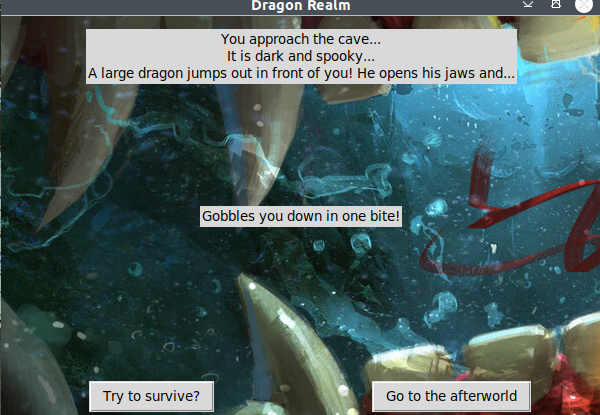 Dragon Realm
You approach the cave...
It is dark and spooky...
A large dragon jumps out in front of you! He opens his jaws and...
Gobbles you down in one bite!
Try to survive?
Go to the afterworld